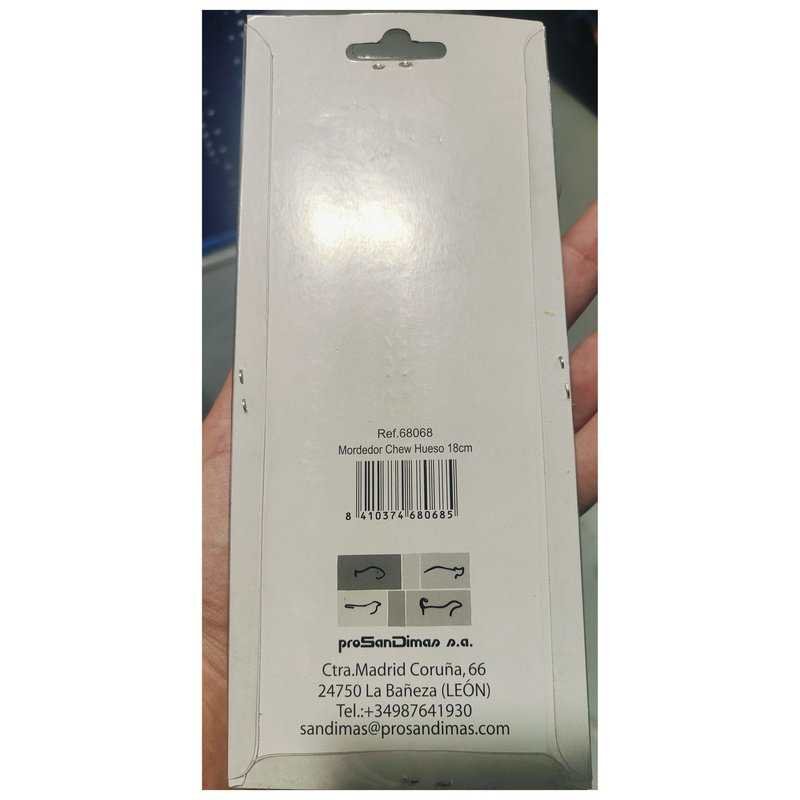 Ref.68068
Mordedor Chew Hueso 18cm
8 410374 680685
proSanDimas s.a.
Ctra.Madrid Coruña, 66
24750 La Bañeza (LEÓN)
Tel.:+34987641930
sandimas@prosandimas.com